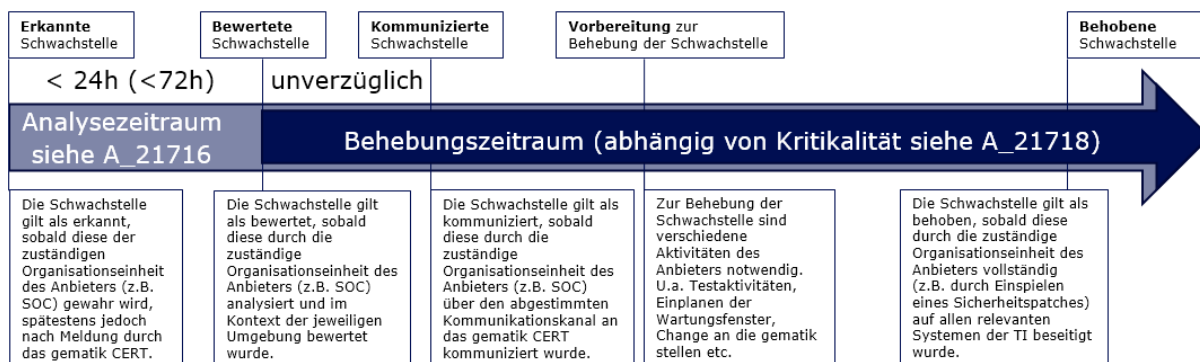 Erkannte
Schwachstelle
Bewertete
Schwachstelle
Kommunizierte
Schwachstelle
Vorbereitung zur
Behebung der Schwachstelle
Behobene
Schwachstelle
< 24h (<72h)
unverzüglich
Analysezeitraum
siehe A_21716
Behebungszeitraum (abhängig von Kritikalität siehe A_21718)
Die Schwachstelle
gilt als erkannt,
sobald diese der
zuständigen
Organisationseinheit
des Anbieters (z.B.
SOC) gewahr wird,
spätestens jedoch
nach Meldung durch
das gematik CERT.
Die Schwachstelle gilt
als bewertet, sobald
diese durch die
zuständige
Organisationseinheit des
Anbieters (z.B. SOC)
analysiert und im
Kontext der jeweiligen
Umgebung bewertet
wurde.
Die Schwachstelle gilt als
kommuniziert, sobald
diese durch die
zuständige
Organisationseinheit des
Anbieters (z.B. SOC)
über den abgestimmten
Kommunikationskanal an
das gematik CERT
kommuniziert wurde.
Zur Behebung der
Schwachstelle sind
verschiedene
Aktivitäten des
Anbieters notwendig.
U.a. Testaktivitäten,
Einplanen der
Wartungsfenster,
Change an die gematik
stellen etc.
Die Schwachstelle gilt als
behoben, sobald diese
durch die zuständige
Organisationseinheit des
Anbieters vollständig
(z.B. durch Einspielen
eines Sicherheitspatches)
auf allen relevanten
Systemen der TI beseitigt
wurde.